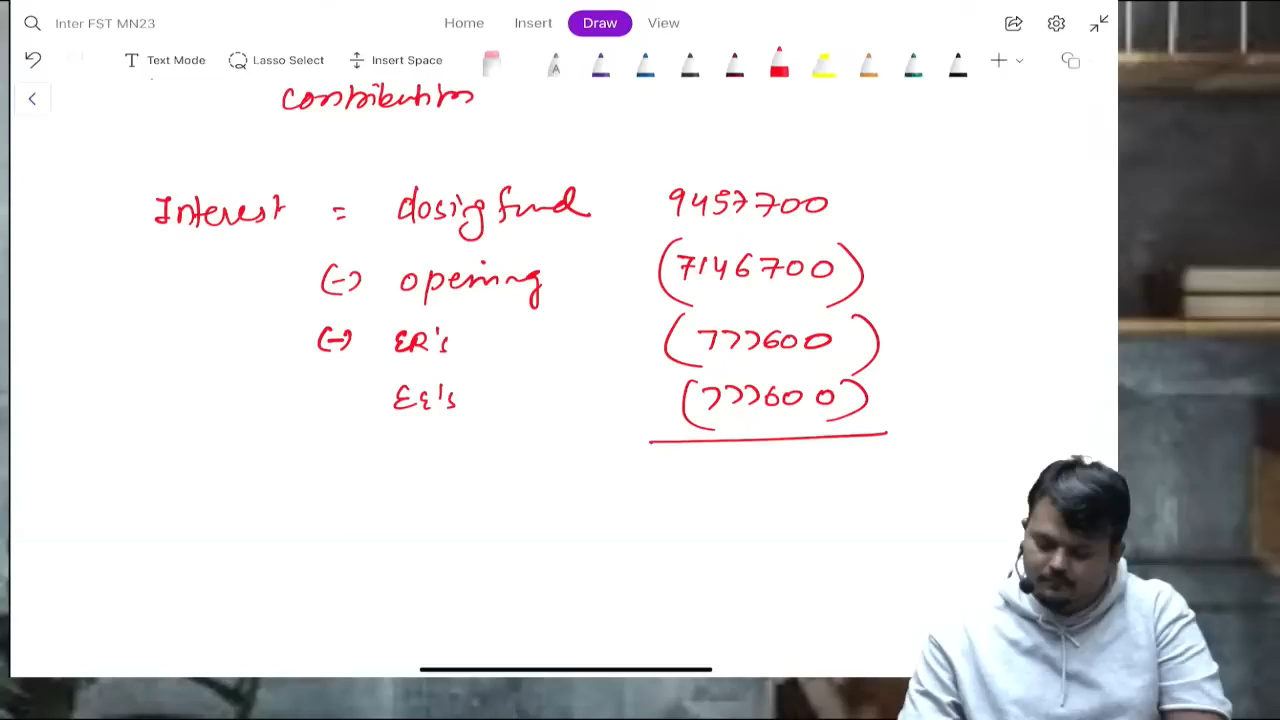 Inter FST MN23
Home Insert Draw View
Text Mode Lasso Select Insert Space
contribution
Interest = closing fund 9457700
(-) opening (7146700)
(-) ER's (777600)
EE's (777600)